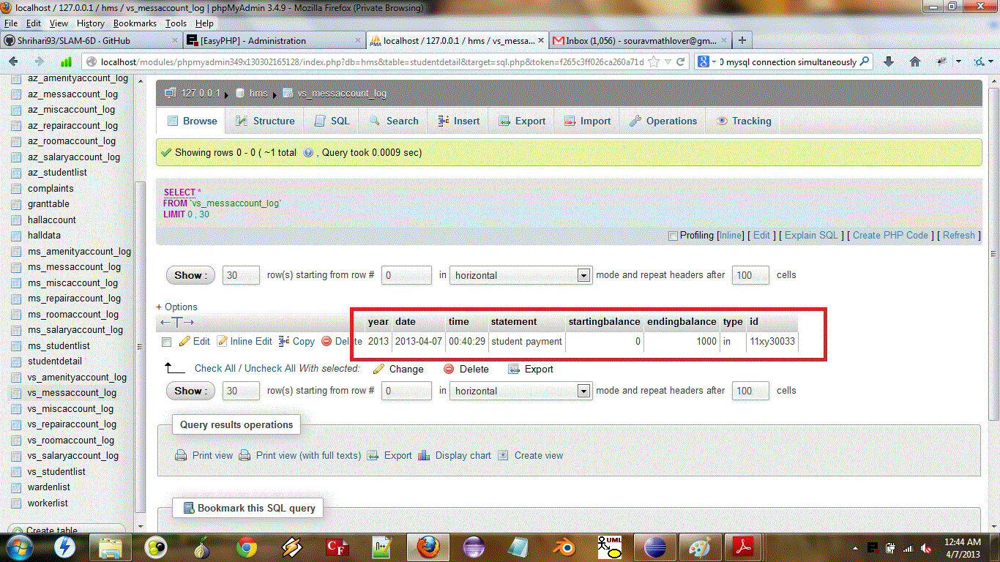 localhost / 127.0.0.1 / hms / vs_messaccount_log | phpMyAdmin 3.4.9 - Mozilla Firefox (Private Browsing)
File Edit View History Bookmarks Tools Help
Shrihari93/SLAM-6D · GitHub
[EasyPHP] - Administration
localhost / 127.0.0.1 / hms / vs_messa...
Inbox (1,056) - souravmathlover@gm...
localhost/modules/phpmyadmin349x130302165128/index.php?db=hms&table=studentdetail&target=sql.php&token=f265c3ff026ca260a71d
0 mysql connection simultaneously
az_amenityaccount_log
az_messaccount_log
az_miscaccount_log
az_repairaccount_log
az_roomaccount_log
az_salaryaccount_log
az_studentlist
complaints
granttable
hallaccount
halldata
ms_amenityaccount_log
ms_messaccount_log
ms_miscaccount_log
ms_repairaccount_log
ms_roomaccount_log
ms_salaryaccount_log
ms_studentlist
studentdetail
vs_amenityaccount_log
vs_messaccount_log
vs_miscaccount_log
vs_repairaccount_log
vs_roomaccount_log
vs_salaryaccount_log
vs_studentlist
wardenlist
workerlist
Create table
127.0.0.1 hms vs_messaccount_log
Browse Structure SQL Search Insert Export Import Operations Tracking
Showing rows 0 - 0 ( ~1 total , Query took 0.0009 sec)
SELECT *
FROM `vs_messaccount_log`
LIMIT 0 , 30
Profiling [Inline] [ Edit ] [ Explain SQL ] [ Create PHP Code ] [ Refresh ]
Show : 30 row(s) starting from row # 0 in horizontal mode and repeat headers after 100 cells
+ Options
year date time statement startingbalance endingbalance type id
Edit Inline Edit Copy Delete 2013 2013-04-07 00:40:29 student payment 0 1000 in 11xy30033
Check All / Uncheck All With selected: Change Delete Export
Show : 30 row(s) starting from row # 0 in horizontal mode and repeat headers after 100 cells
Query results operations
Print view Print view (with full texts) Export Display chart Create view
Bookmark this SQL query
12:44 AM
4/7/2013